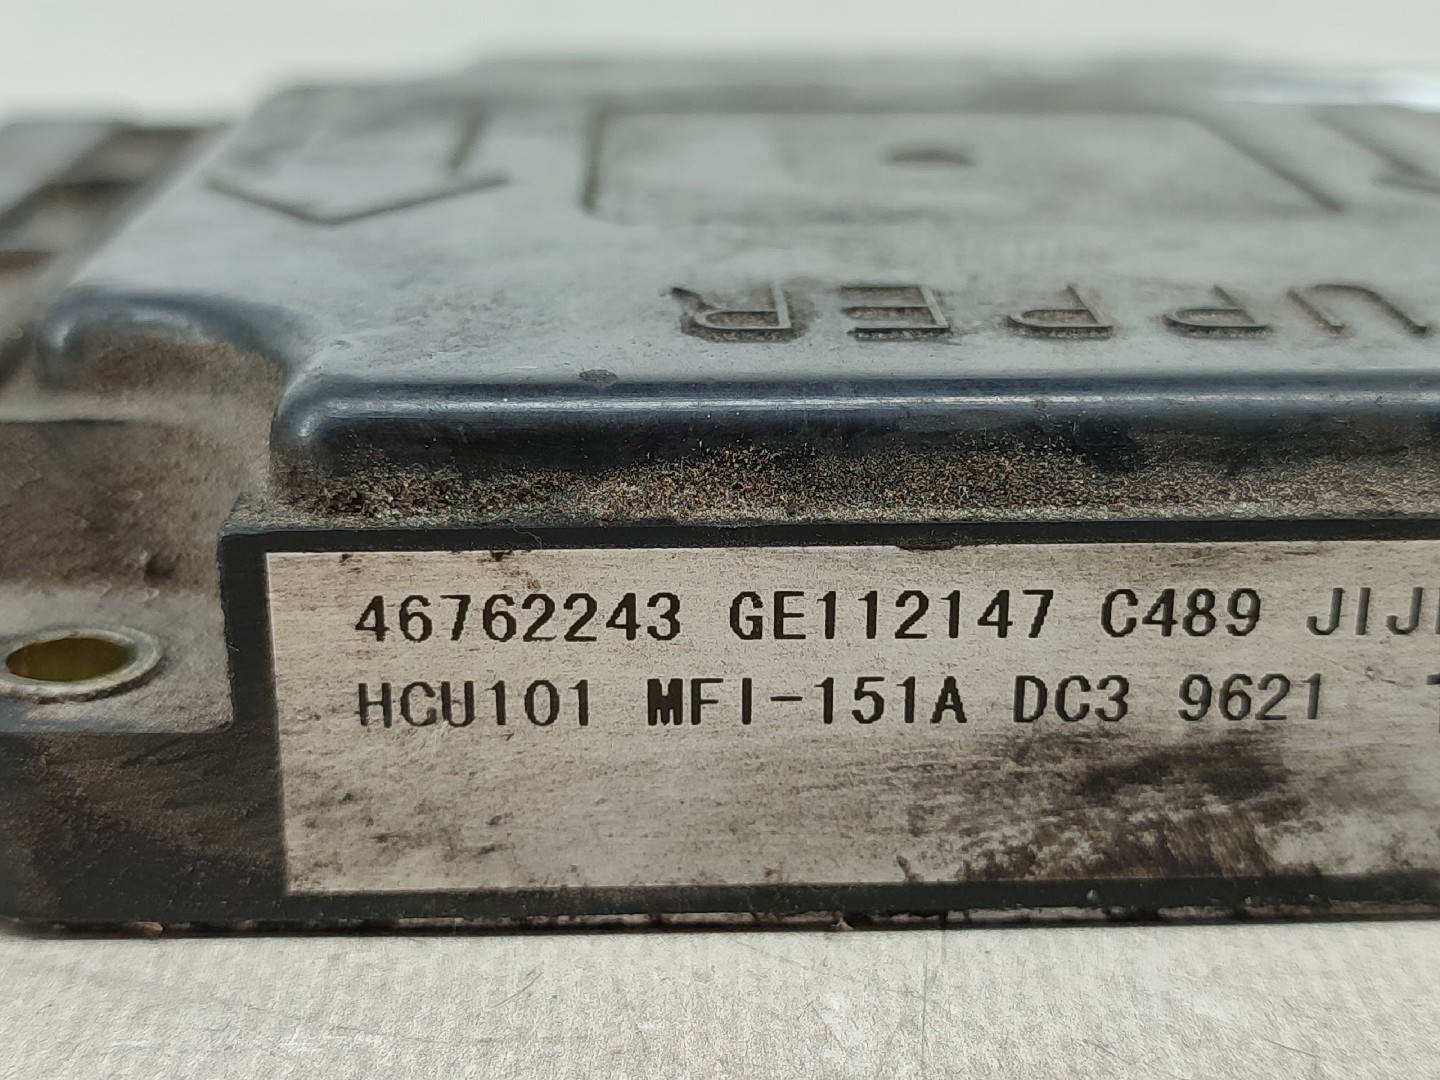 UPPER
46762243 GE112147 C489
HCU101 MFI-151A DC3 9621